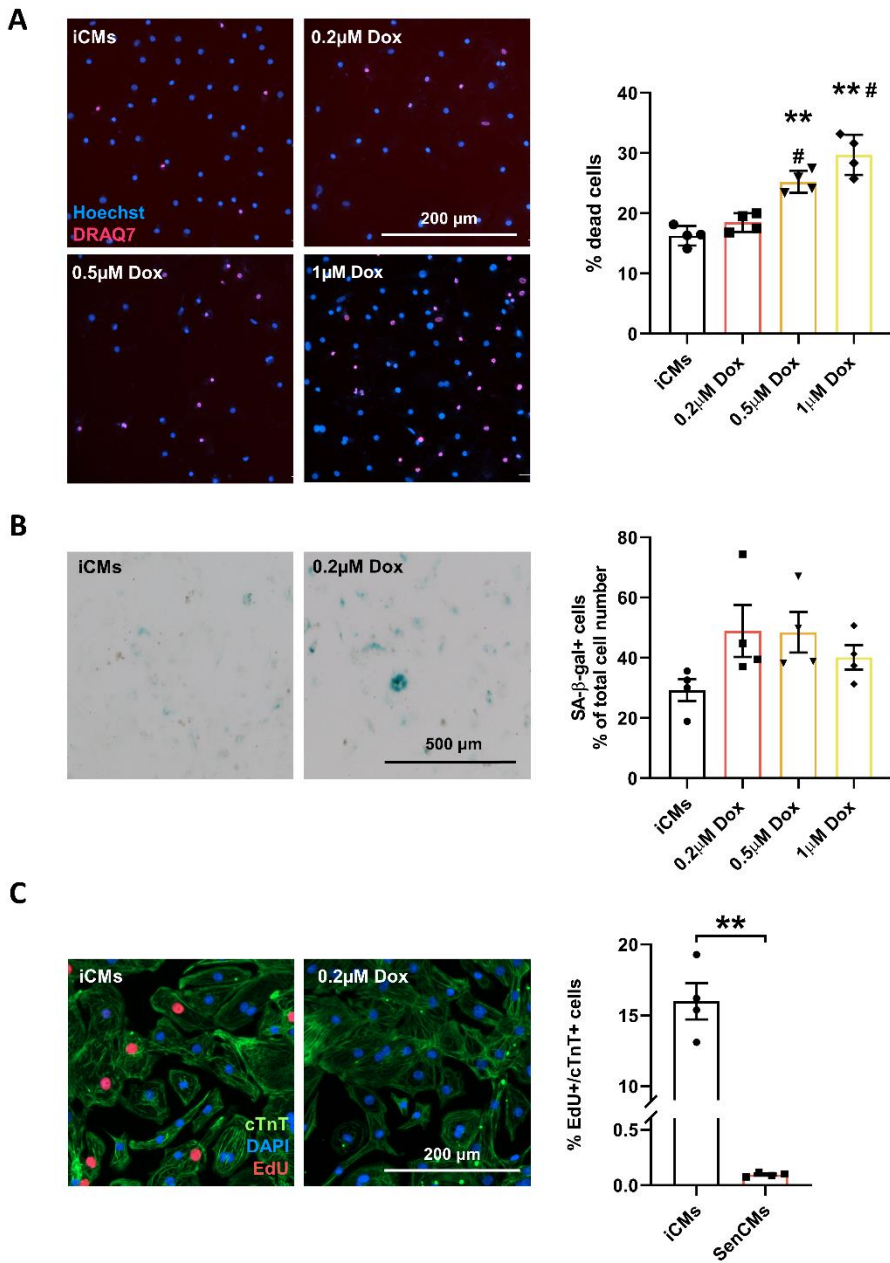 A
iCMs
0.2µM Dox
Hoechst
DRAQ7
200 µm
0.5µM Dox
1µM Dox
% dead cells
40
30
20
10
0
**
#
** #
iCMs
0.2µM Dox
0.5µM Dox
1µM Dox
B
iCMs
0.2µM Dox
500 µm
SA-β-gal+ cells
% of total cell number
80
60
40
20
0
iCMs
0.2µM Dox
0.5µM Dox
1µM Dox
C
iCMs
0.2µM Dox
cTnT
DAPI
EdU
200 µm
% EdU+/cTnT+ cells
**
20
15
10
0.5
0.0
iCMs
SenCMs